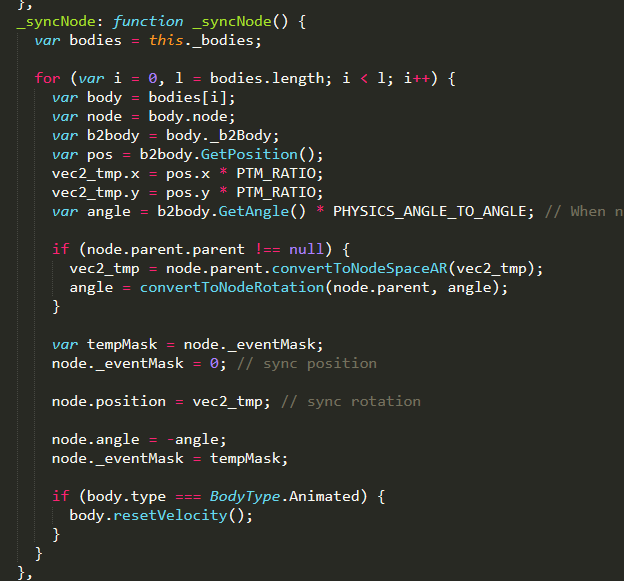 },
_syncNode: function _syncNode() {
  var bodies = this._bodies;

  for (var i = 0, l = bodies.length; i < l; i++) {
    var body = bodies[i];
    var node = body.node;
    var b2body = body._b2Body;
    var pos = b2body.GetPosition();
    vec2_tmp.x = pos.x * PTM_RATIO;
    vec2_tmp.y = pos.y * PTM_RATIO;
    var angle = b2body.GetAngle() * PHYSICS_ANGLE_TO_ANGLE; // When n

    if (node.parent.parent !== null) {
      vec2_tmp = node.parent.convertToNodeSpaceAR(vec2_tmp);
      angle = convertToNodeRotation(node.parent, angle);
    }

    var tempMask = node._eventMask;
    node._eventMask = 0; // sync position

    node.position = vec2_tmp; // sync rotation

    node.angle = -angle;
    node._eventMask = tempMask;

    if (body.type === BodyType.Animated) {
      body.resetVelocity();
    }
  }
},